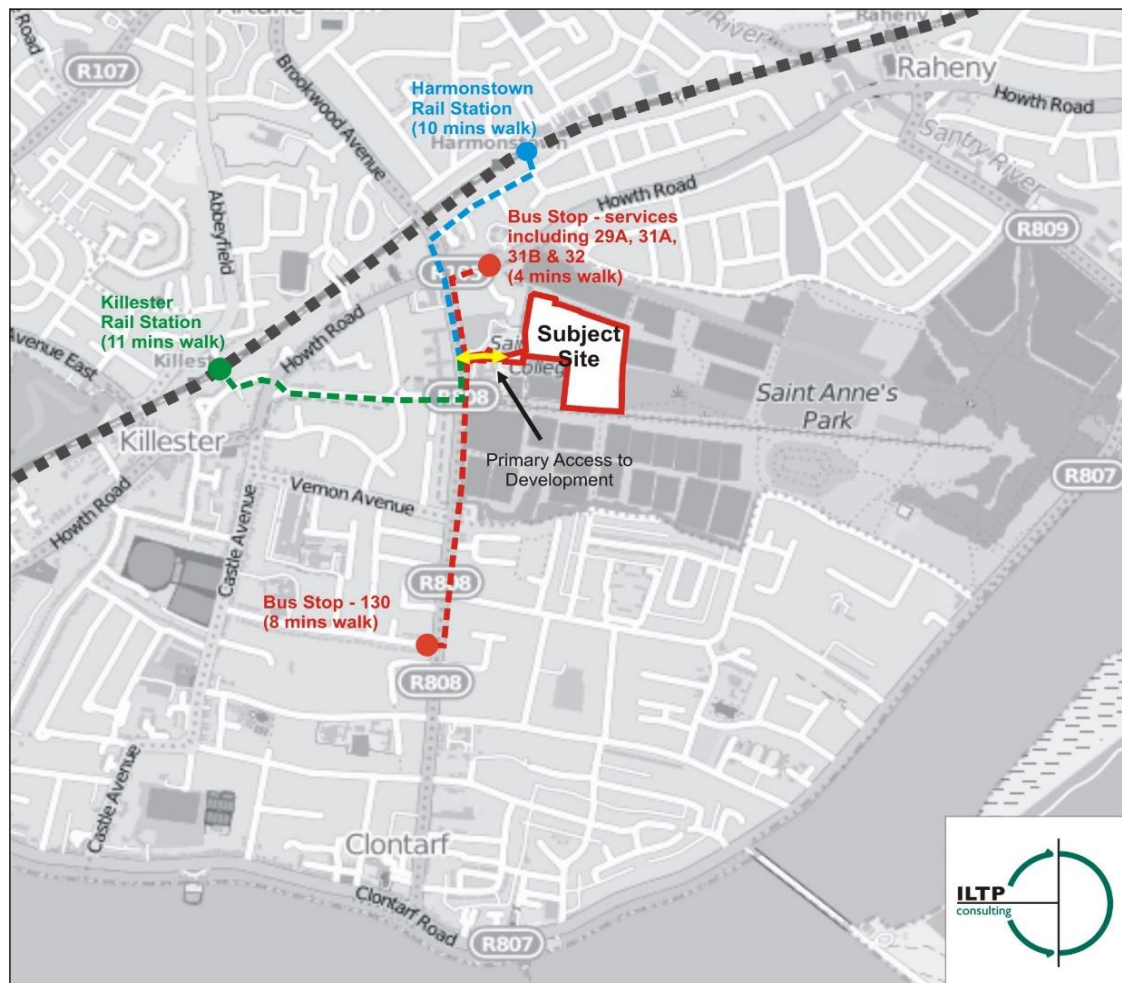 R107
Brookwood Avenue
Raheny
Raheny
Howth Road
Santry River
Harmonstown
Rail Station
(10 mins walk)
Harmonstown
Abbeyfield
Howth Road
Bus Stop - services
including 29A, 31A,
31B & 32
(4 mins walk)
R809
Killester
Rail Station
(11 mins walk)
Howth Road
Avenue East
Killester
Subject
Site
R808
Saint Anne's
Park
R807
Primary Access to
Development
Howth Road
Castle Avenue
Vernon Avenue
R808
Bus Stop - 130
(8 mins walk)
R808
Castle Avenue
Clontarf
Clontarf Road
R807
ILTP
consulting